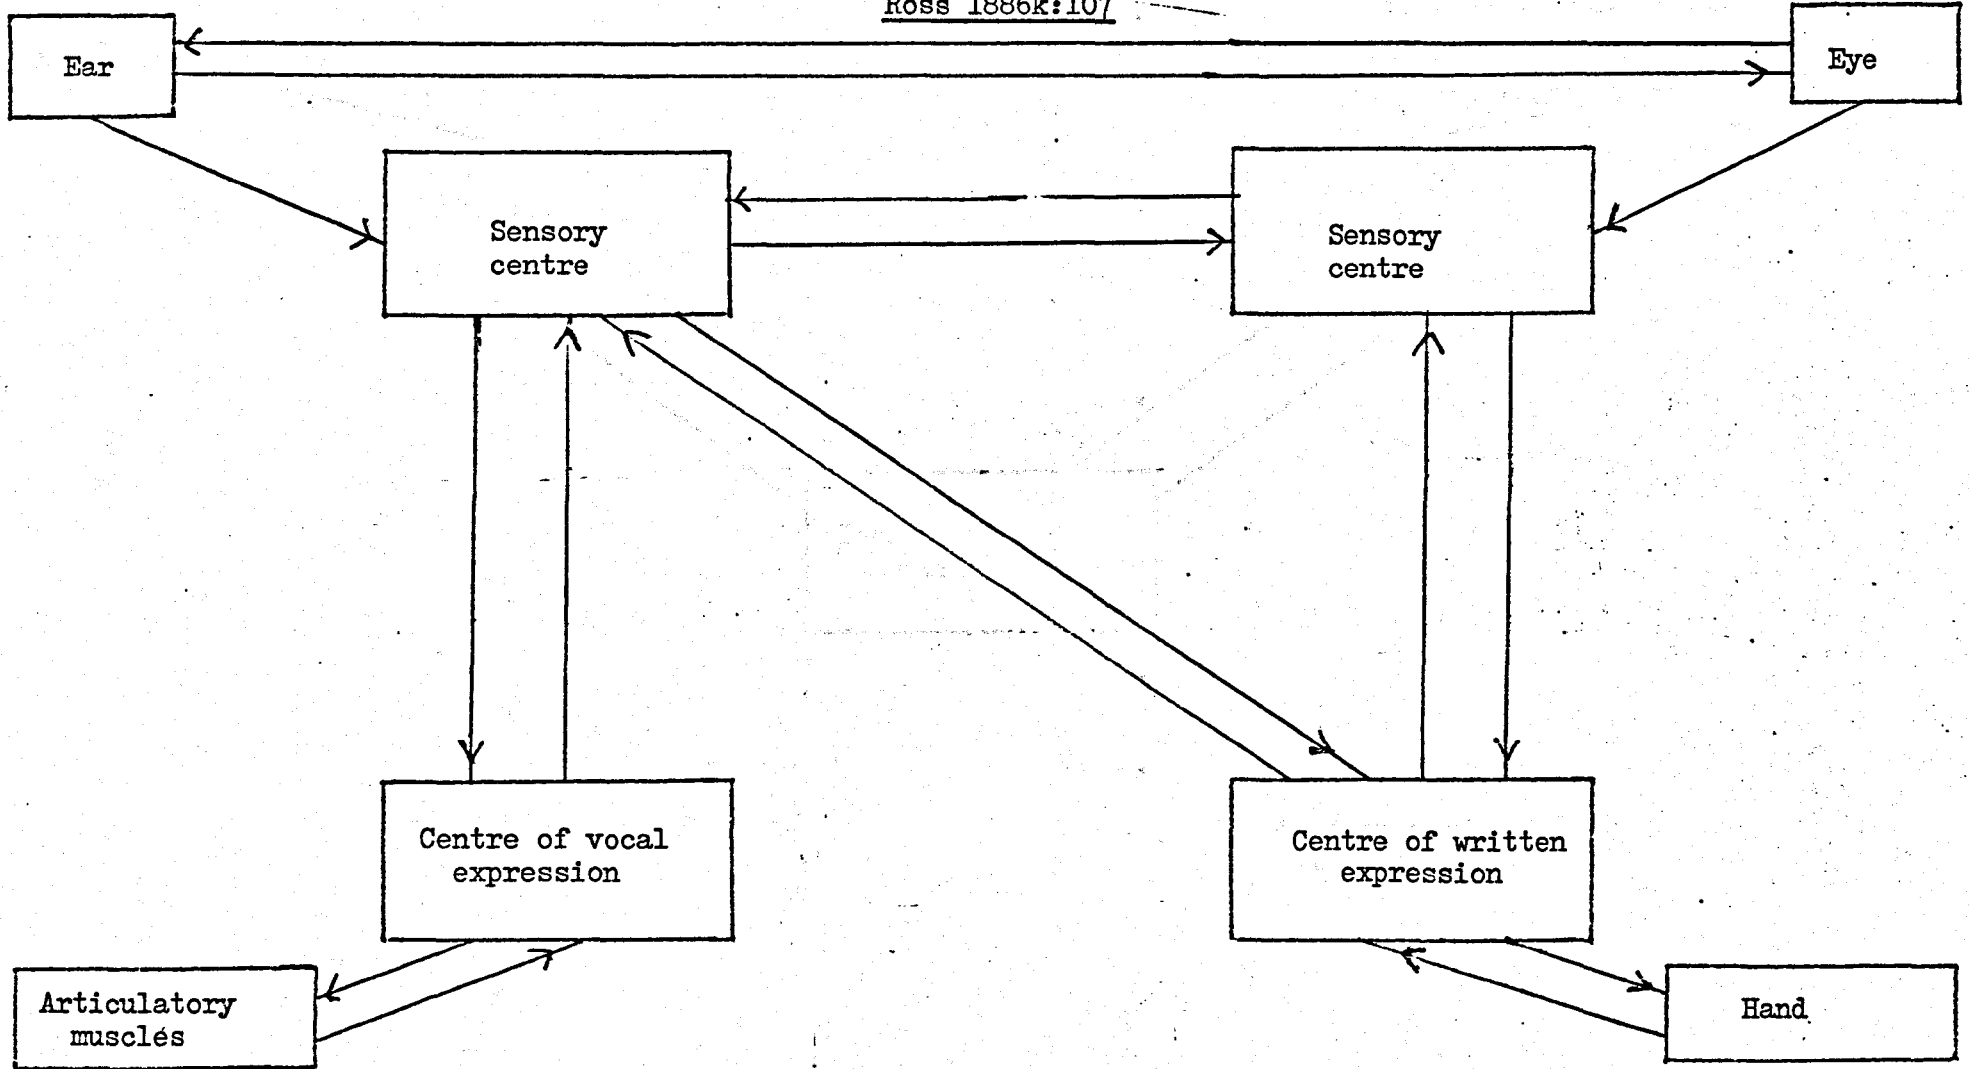 Ross 1886k:107
Ear
Eye
Sensory
centre
Sensory
centre
Centre of vocal
expression
Centre of written
expression
Articulatory
muscles
Hand